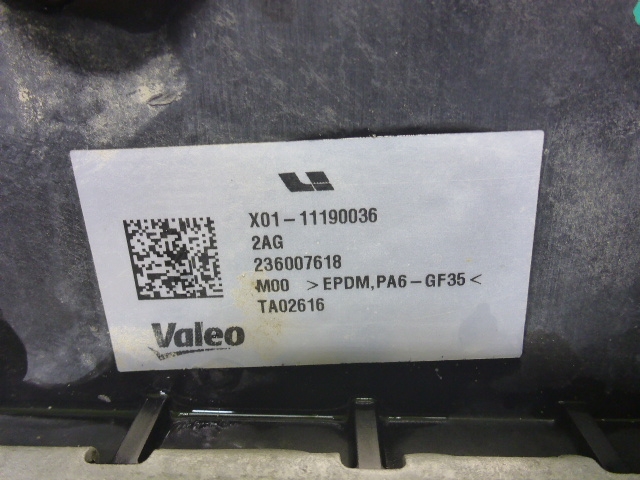 X01-11190036
2AG
236007618
M00 >EPDM,PA6-GF35<
TA02616
Valeo